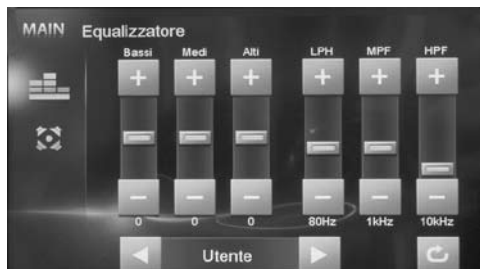 MAIN Equalizzatore
Bassi Medi Alti LPH MPF HPF
+ + + + + +
- - - - - -
0 0 0 80Hz 1kHz 10kHz
Utente